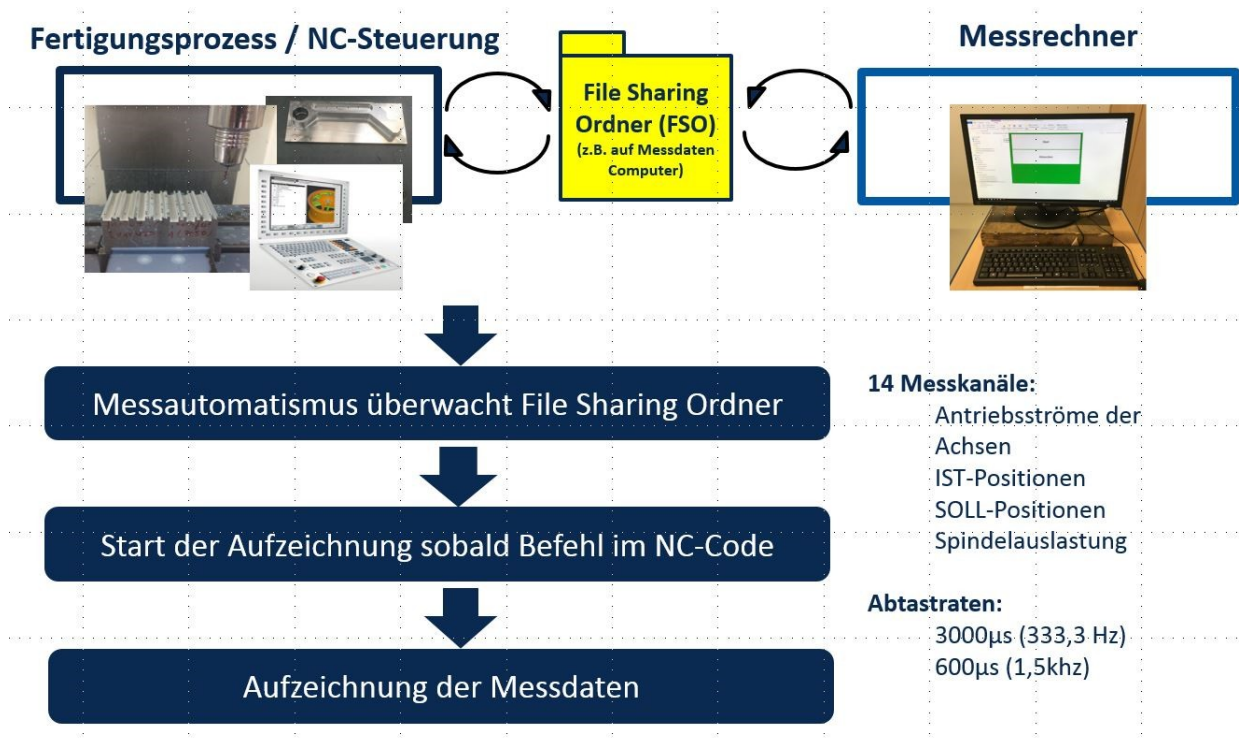 Fertigungsprozess / NC-Steuerung
File Sharing
Ordner (FSO)
(z.B. auf Messdaten
Computer)
Messrechner
Messautomatismus überwacht File Sharing Ordner
Start der Aufzeichnung sobald Befehl im NC-Code
Aufzeichnung der Messdaten
14 Messkanäle:
Antriebsströme der
Achsen
IST-Positionen
SOLL-Positionen
Spindelauslastung
Abtastraten:
3000µs (333,3 Hz)
600µs (1,5khz)